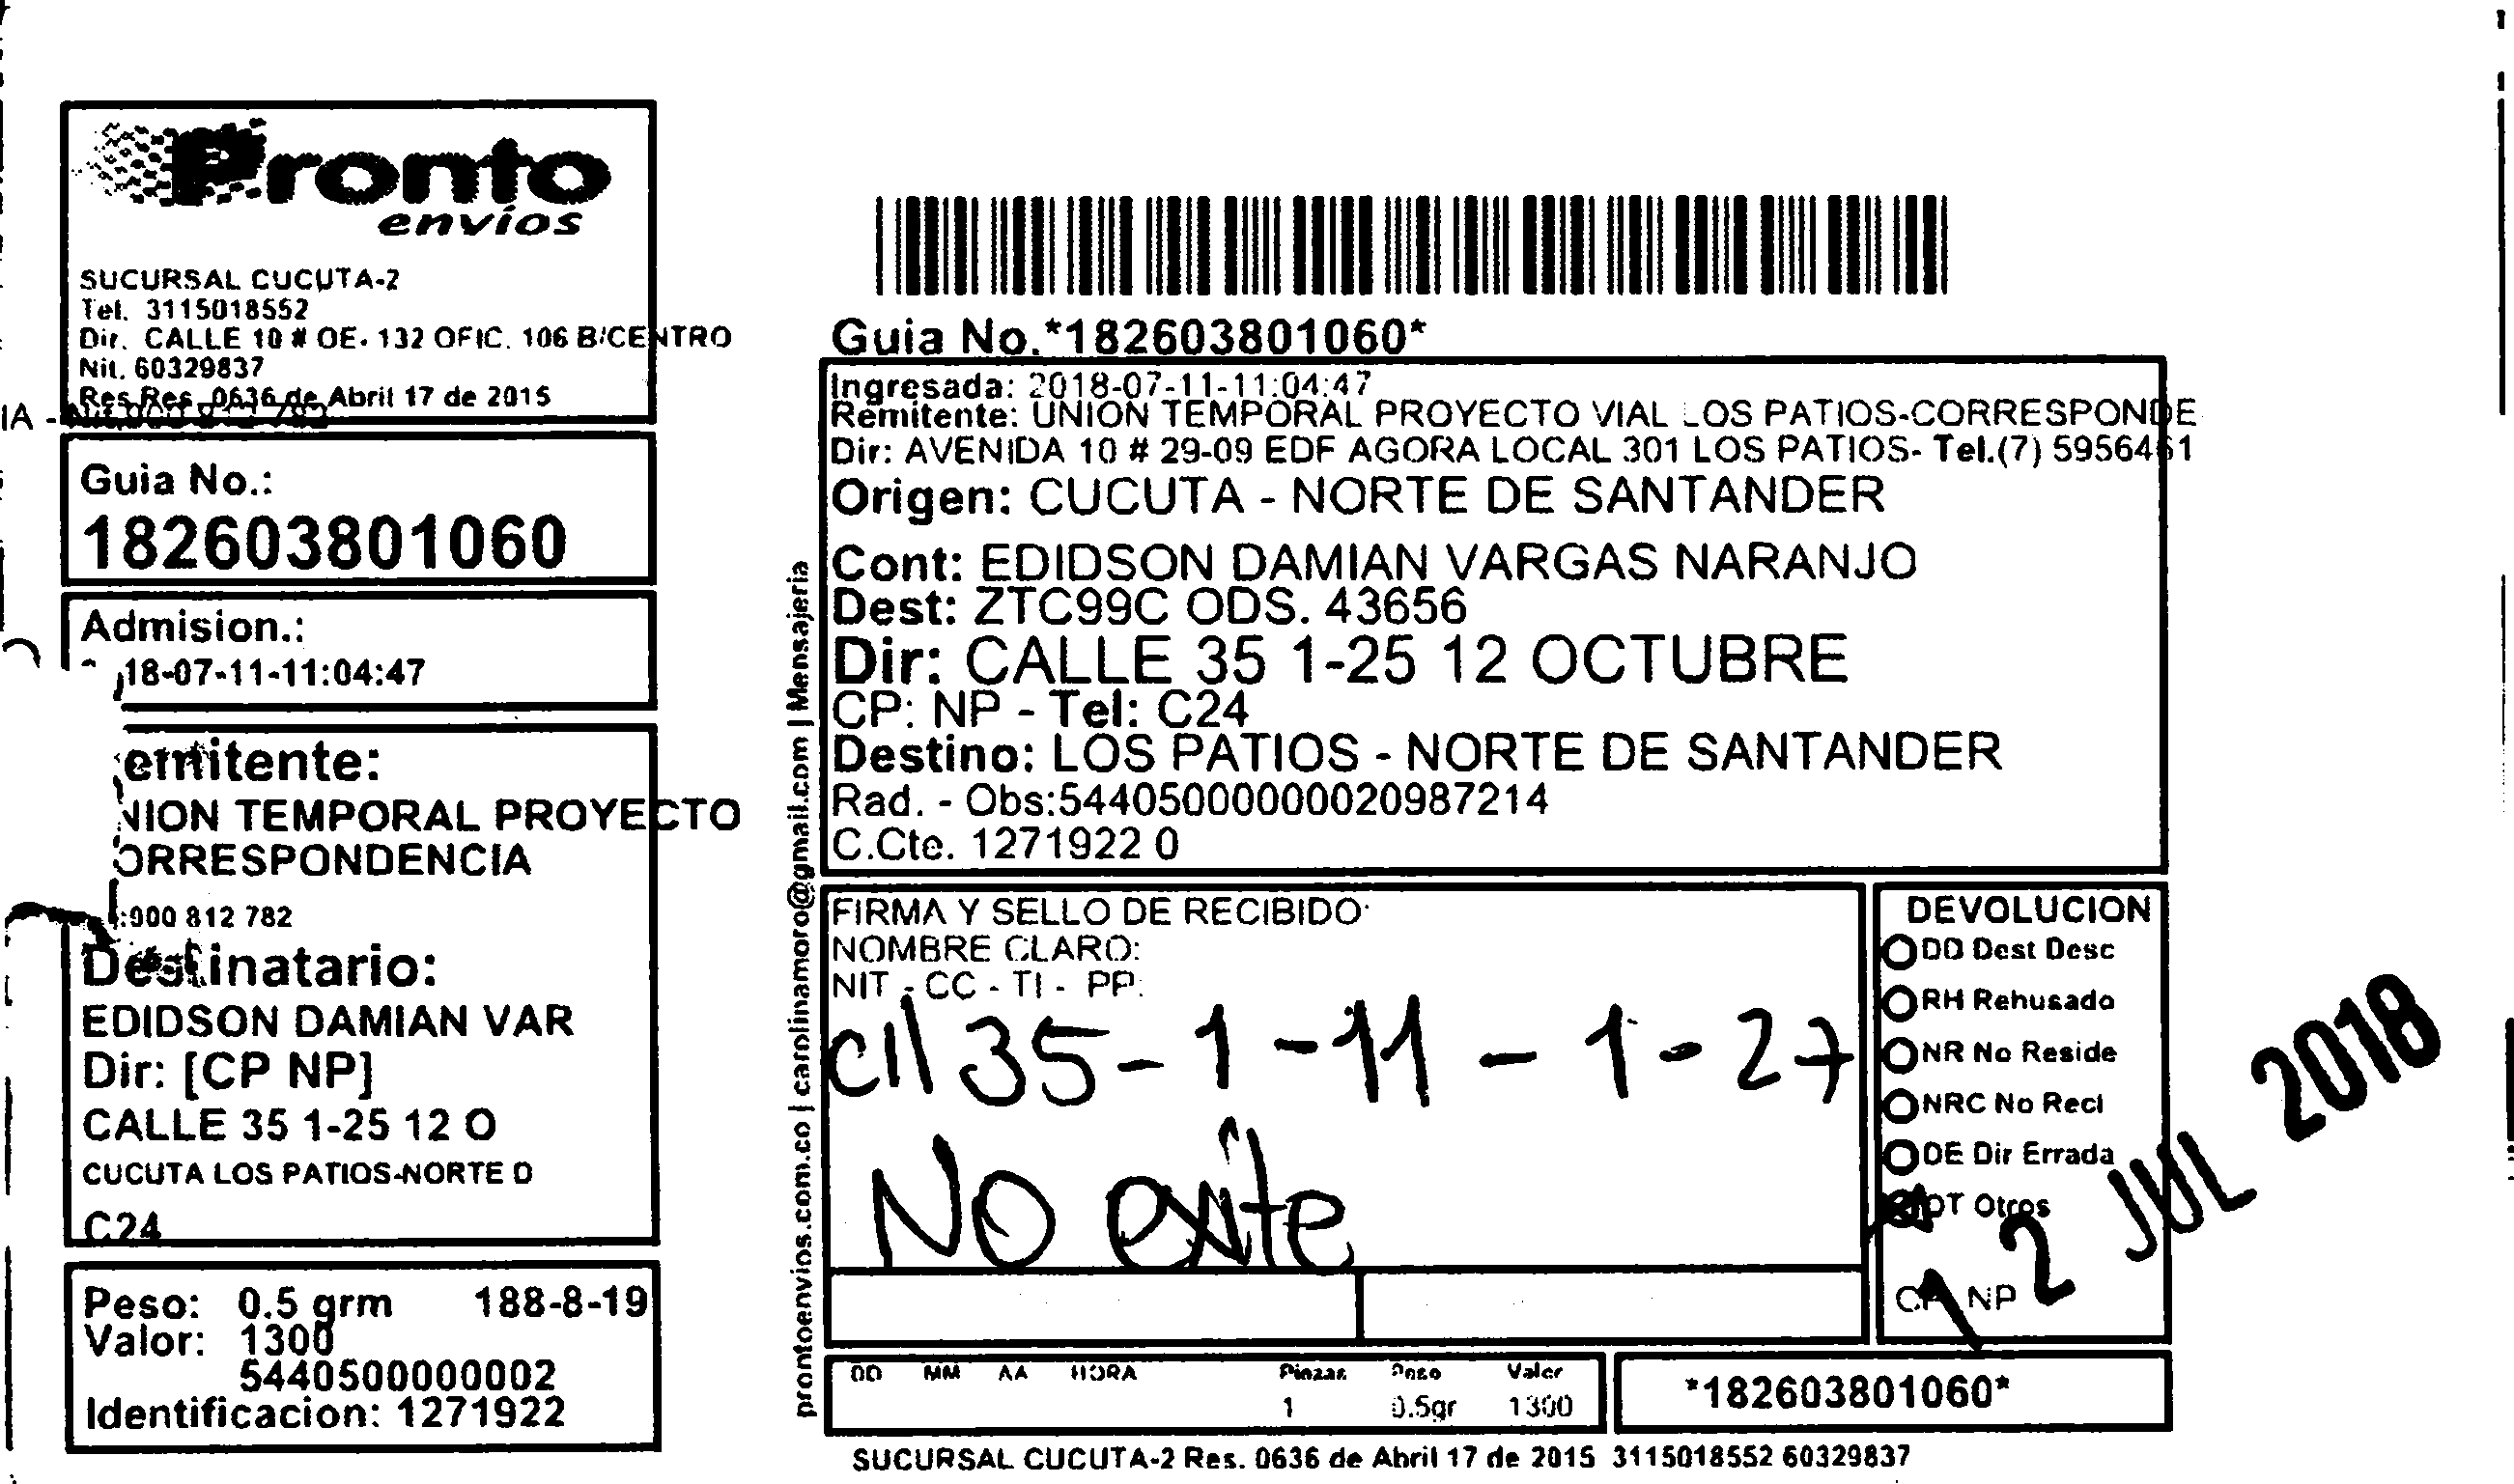 Pronto
envíos
SUCURSAL CUCUTA-2
Tel. 3115018552
Dir. CALLE 10 # OE- 132 OFIC. 106 B/CENTRO
Nit. 60329837
Res.Res. 0636 de Abril 17 de 2015
IA -
Guia No.:
182603801060
Admision.:
18-07-11-11:04:47
emitente:
NION TEMPORAL PROYECTO
ORRESPONDENCIA
:900 812 782
Destinatario:
EDIDSON DAMIAN VAR
Dir: [CP NP]
CALLE 35 1-25 12 O
CUCUTA LOS PATIOS-NORTE D
C24
Peso: 0.5 grm 188-8-19
Valor: 1300
5440500000002
Identificacion: 1271922
prontoenvios.com.co | carolinamoro@gmail.com | Mensajeria
Guia No.*182603801060*
Ingresada: 2018-07-11-11:04:47
Remitente: UNION TEMPORAL PROYECTO VIAL LOS PATIOS-CORRESPONDE
Dir: AVENIDA 10 # 29-09 EDF AGORA LOCAL 301 LOS PATIOS- Tel.(7) 5956461
Origen: CUCUTA - NORTE DE SANTANDER
Cont: EDIDSON DAMIAN VARGAS NARANJO
Dest: ZTC99C ODS. 43656
Dir: CALLE 35 1-25 12 OCTUBRE
CP: NP - Tel: C24
Destino: LOS PATIOS - NORTE DE SANTANDER
Rad. - Obs:544050000000020987214
C.Cte. 1271922 0
FIRMA Y SELLO DE RECIBIDO
NOMBRE CLARO:
NIT - CC - TI - PP:
Cll 35-1-11-1-27
No exite
DEVOLUCION
DD Dest Desc
RH Rehusado
NR No Reside
NRC No Recl
DE Dir Errada
OT Otros
CP NP
12 JUL 2018
DD MM AA HORA Piezas Peso Valor
1 0.5gr 1300
*182603801060*
SUCURSAL CUCUTA-2 Res. 0636 de Abril 17 de 2015 3115018552 60329837